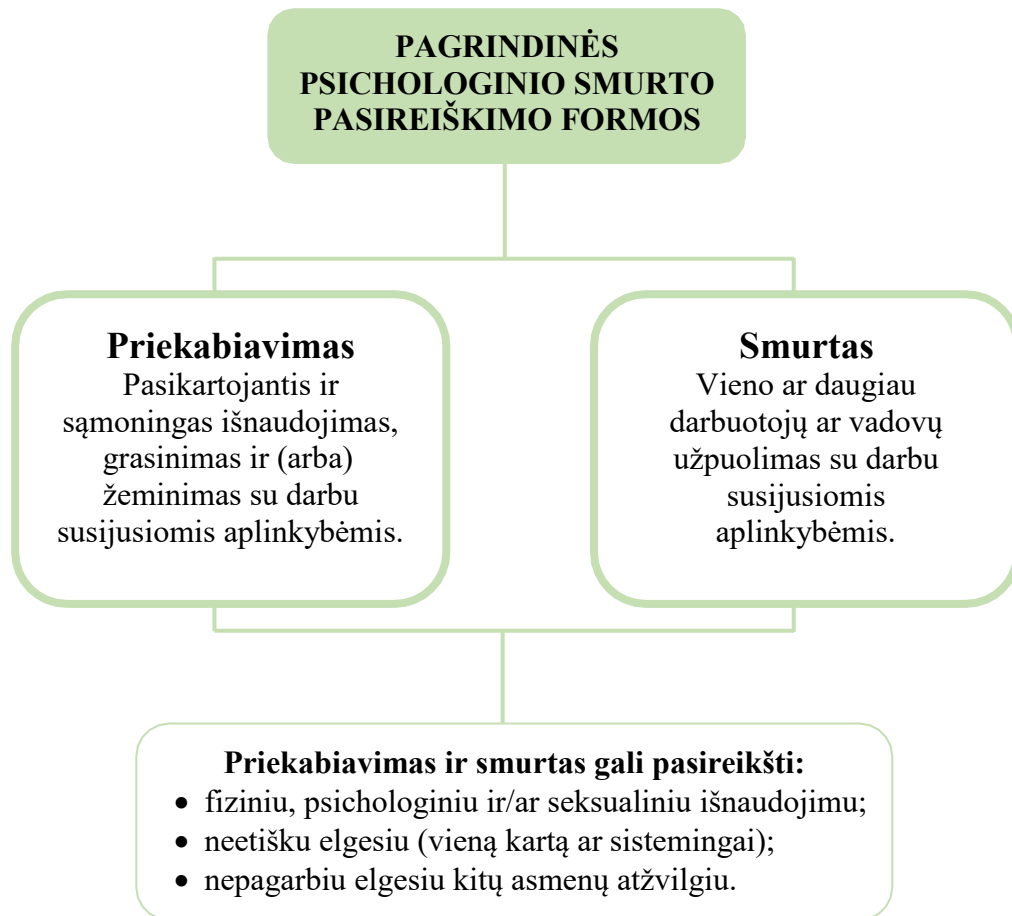 PAGRINDINĖS
PSICHOLOGINIO SMURTO
PASIREIŠKIMO FORMOS
Priekabiavimas
Pasikartojantis ir
sąmoningas išnaudojimas,
grasinimas ir (arba)
žeminimas su darbu
susijusiomis aplinkybėmis.
Smurtas
Vieno ar daugiau
darbuotojų ar vadovų
užpuolimas su darbu
susijusiomis
aplinkybėmis.
Priekabiavimas ir smurtas gali pasireikšti:
• fiziniu, psichologiniu ir/ar seksualiniu išnaudojimu;
• neetišku elgesiu (vieną kartą ar sistemingai);
• nepagarbiu elgesiu kitų asmenų atžvilgiu.